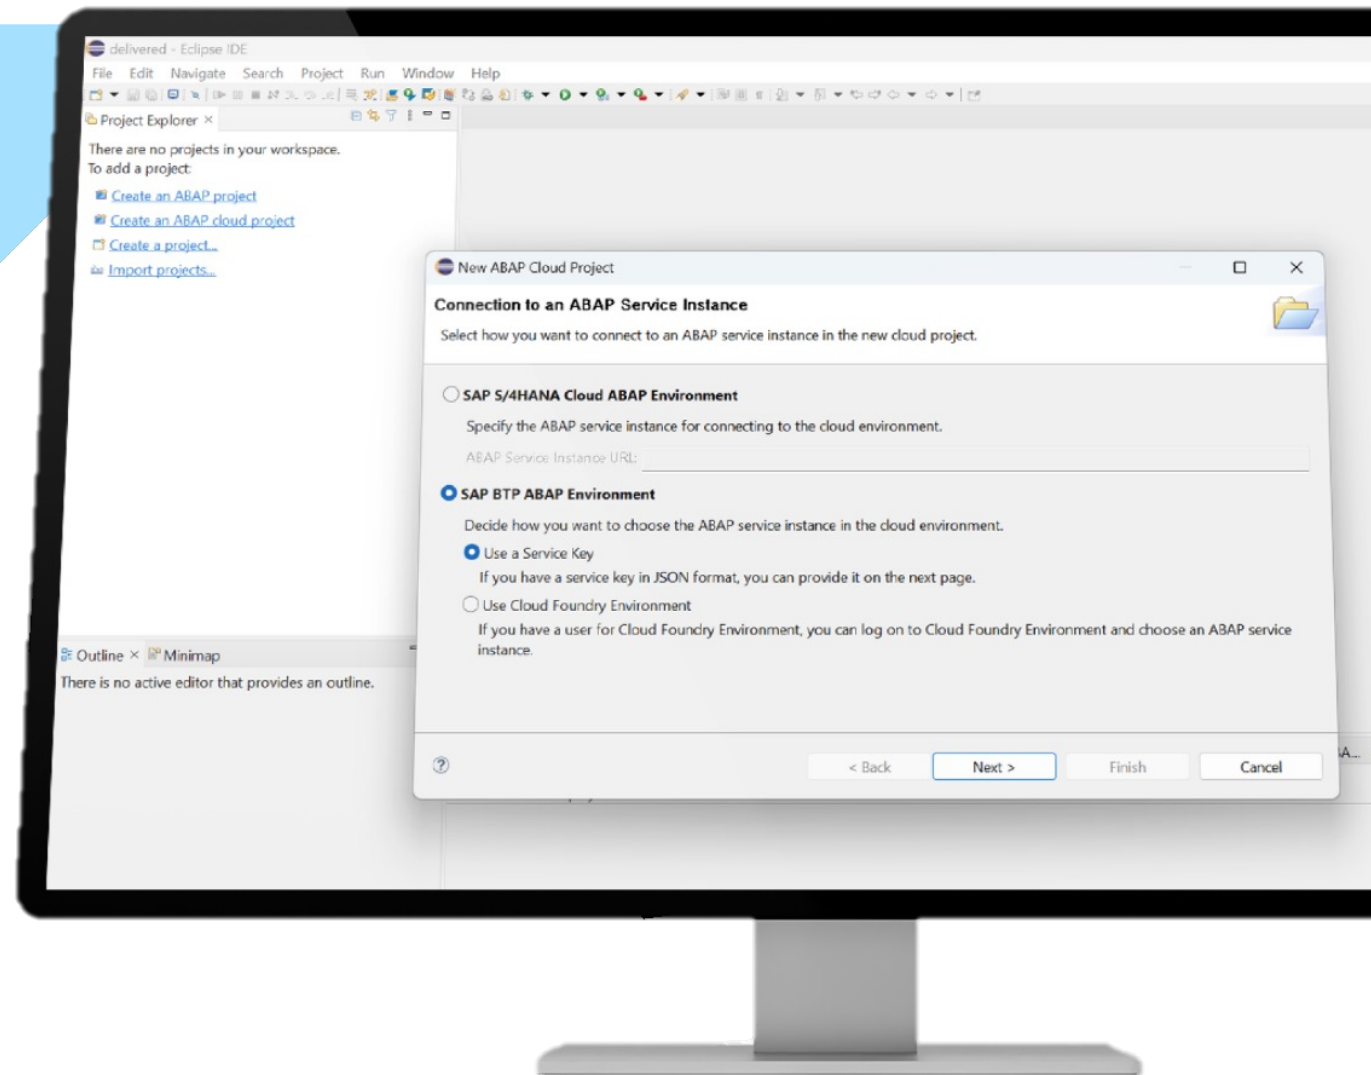 delivered - Eclipse IDE
File Edit Navigate Search Project Run Window Help
Project Explorer ×
There are no projects in your workspace.
To add a project:
Create an ABAP project
Create an ABAP cloud project
Create a project...
Import projects...
New ABAP Cloud Project
Connection to an ABAP Service Instance
Select how you want to connect to an ABAP service instance in the new cloud project.
SAP S/4HANA Cloud ABAP Environment
Specify the ABAP service instance for connecting to the cloud environment.
ABAP Service Instance URL:
SAP BTP ABAP Environment
Decide how you want to choose the ABAP service instance in the cloud environment.
Use a Service Key
If you have a service key in JSON format, you can provide it on the next page.
Use Cloud Foundry Environment
If you have a user for Cloud Foundry Environment, you can log on to Cloud Foundry Environment and choose an ABAP service
instance.
Outline × Minimap
There is no active editor that provides an outline.
< Back Next > Finish Cancel